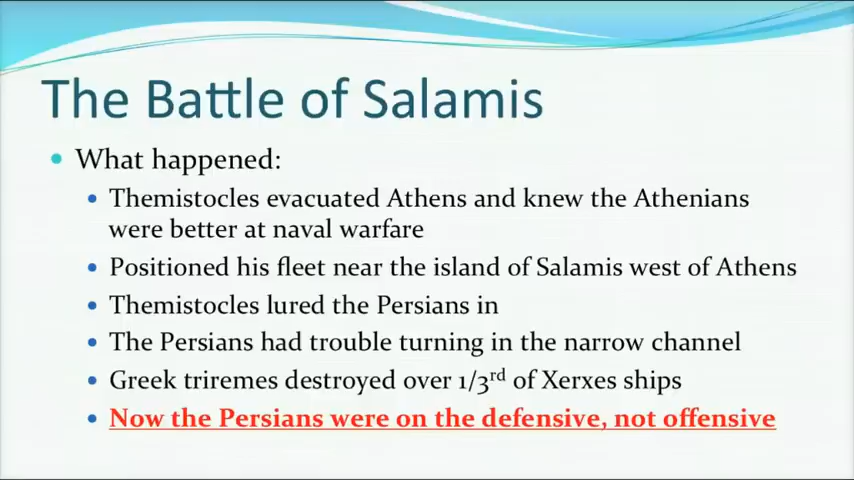 The Battle of Salamis
What happened:
Themistocles evacuated Athens and knew the Athenians
were better at naval warfare
Positioned his fleet near the island of Salamis west of Athens
Themistocles lured the Persians in
The Persians had trouble turning in the narrow channel
Greek triremes destroyed over 1/3rd of Xerxes ships
Now the Persians were on the defensive, not offensive